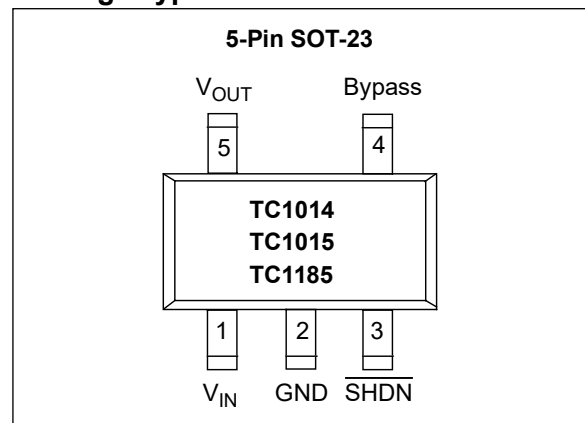 5-Pin SOT-23
VOUT Bypass
5 4
TC1014
TC1015
TC1185
1 2 3
VIN GND SHDN